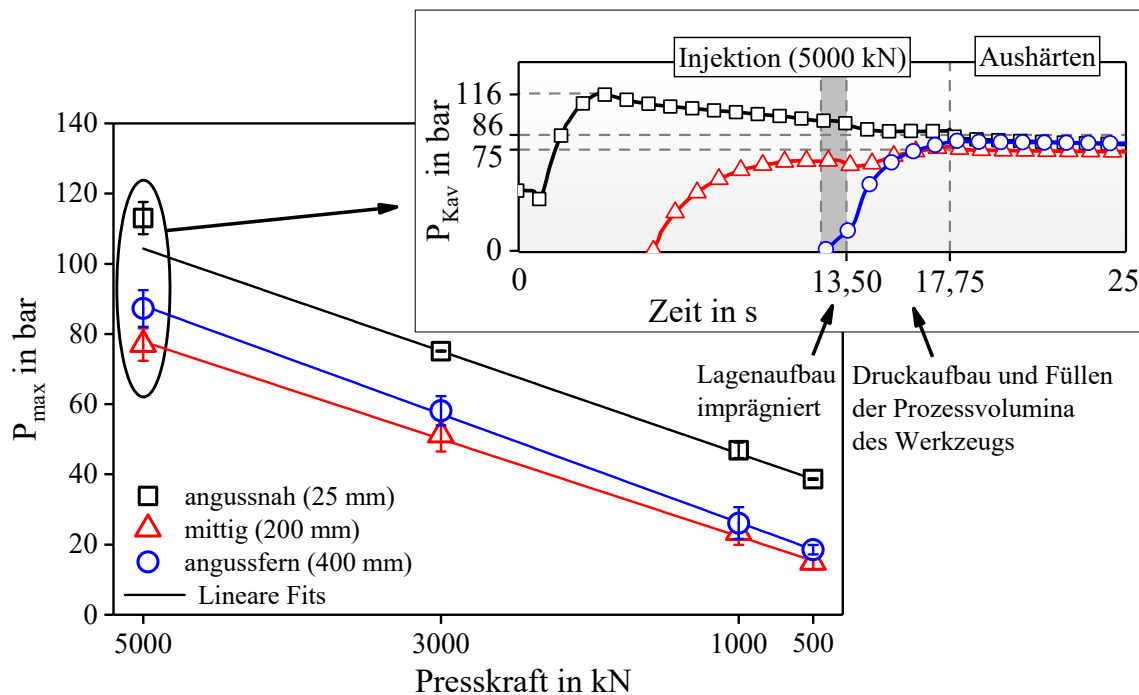 Injektion (5000 kN)
Aushärten
P_Kav in bar
116
86
75
0
0
13,50
17,75
25
Zeit in s
Lagenaufbau
imprägniert
Druckaufbau und Füllen
der Prozessvolumina
des Werkzeugs
P_max in bar
140
120
100
80
60
40
20
0
angussnah (25 mm)
mittig (200 mm)
angussfern (400 mm)
Lineare Fits
5000
3000
1000
500
Presskraft in kN